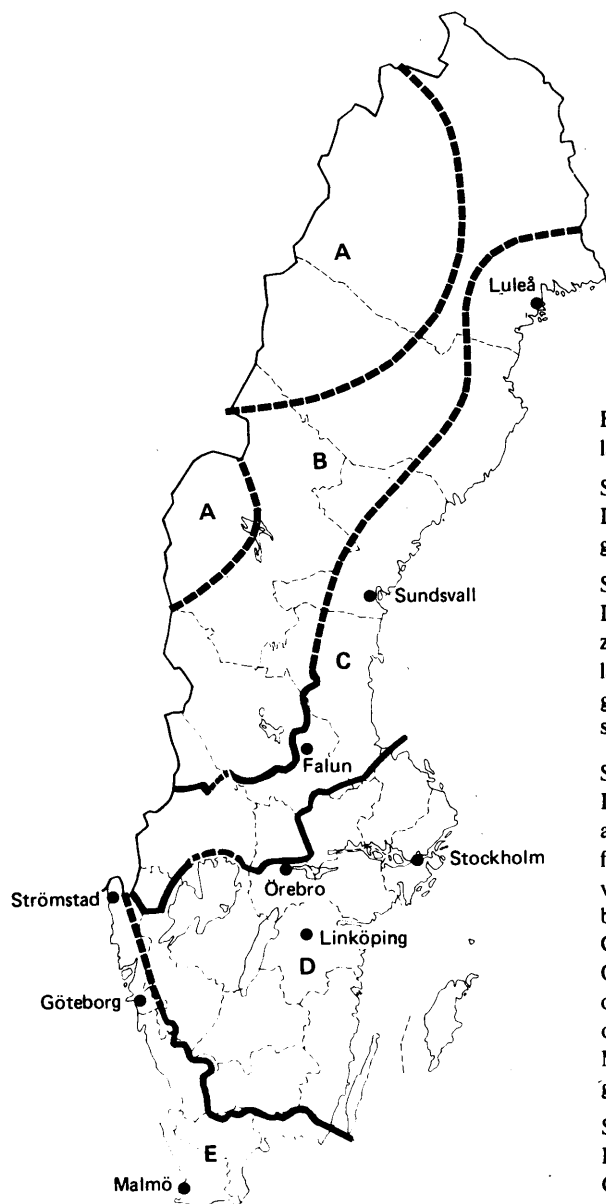 A
Luleå
B
A
Sundsvall
C
Falun
Stockholm
Örebro
Strömstad
Linköping
D
Göteborg
E
Malmö